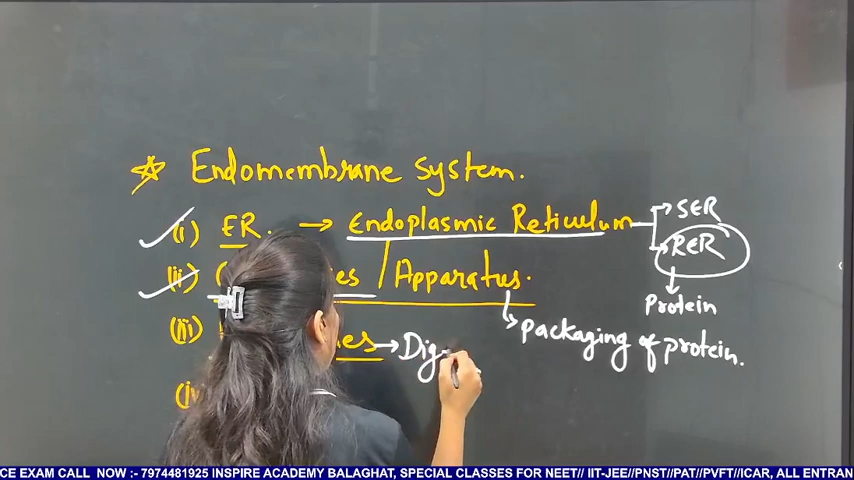 Endomembrane System.
(i) ER. → Endoplasmic Reticulum → SER
→ RER
Protein
(ii) / Apparatus.
packaging of protein.
(iii) → Dig
(iv)
CE EXAM CALL NOW :- 7974481925 INSPIRE ACADEMY BALAGHAT, SPECIAL CLASSES FOR NEET// IIT-JEE//PNST//PAT//PVFT//ICAR, ALL ENTRAN